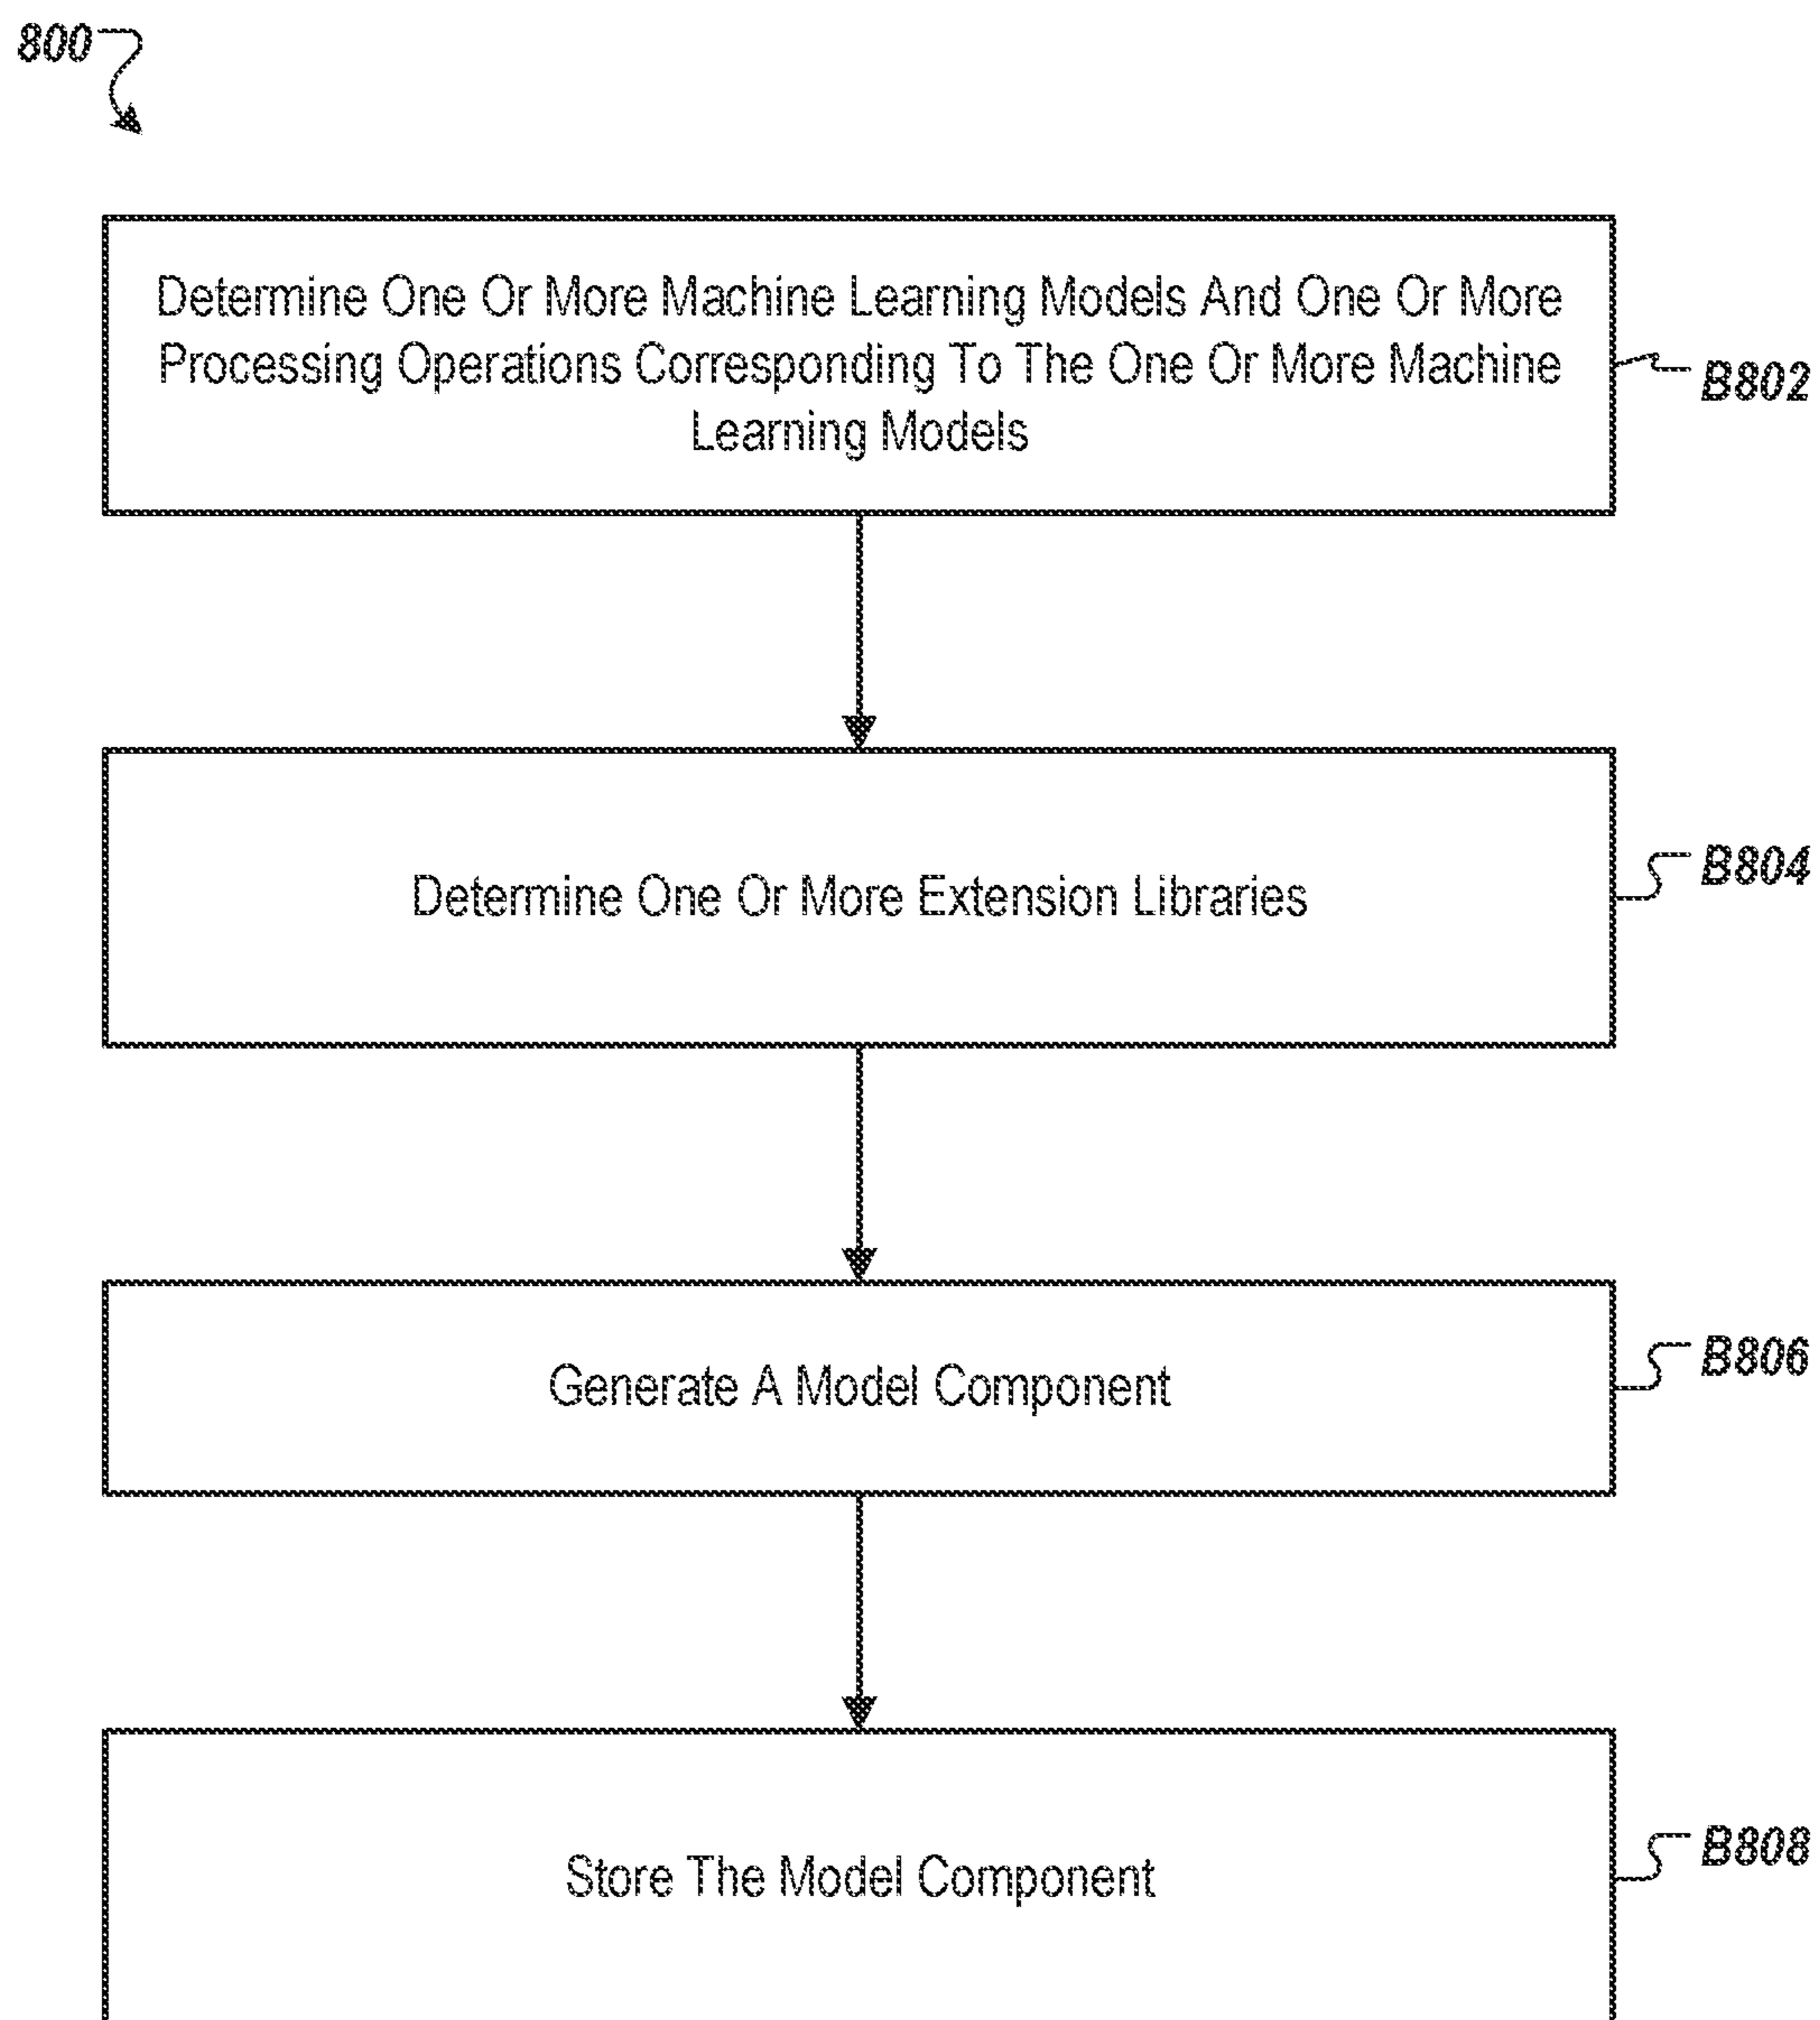 800
Determine One Or More Machine Learning Models And One Or More
Processing Operations Corresponding To The One Or More Machine
Learning Models
B802
Determine One Or More Extension Libraries
B804
Generate A Model Component
B806
Store The Model Component
B808